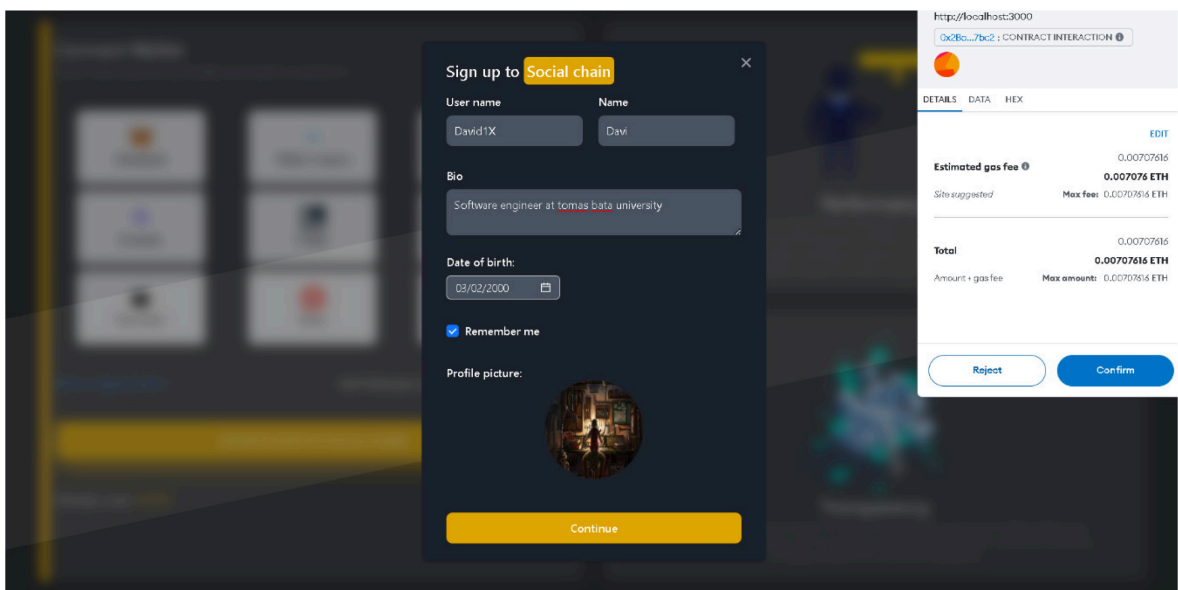 Sign up to Social chain
User name
Name
David1X
Davi
Bio
Software engineer at tomas bata university
Date of birth:
03/02/2000
Remember me
Profile picture:
Continue
http://localhost:3000
0x2Bc...7bc2 : CONTRACT INTERACTION
DETAILS DATA HEX
EDIT
0.00707616
Estimated gas fee
0.007076 ETH
Site suggested
Max fee: 0.00707616 ETH
0.00707616
Total
0.00707616 ETH
Amount + gas fee
Max amount: 0.00707616 ETH
Reject
Confirm